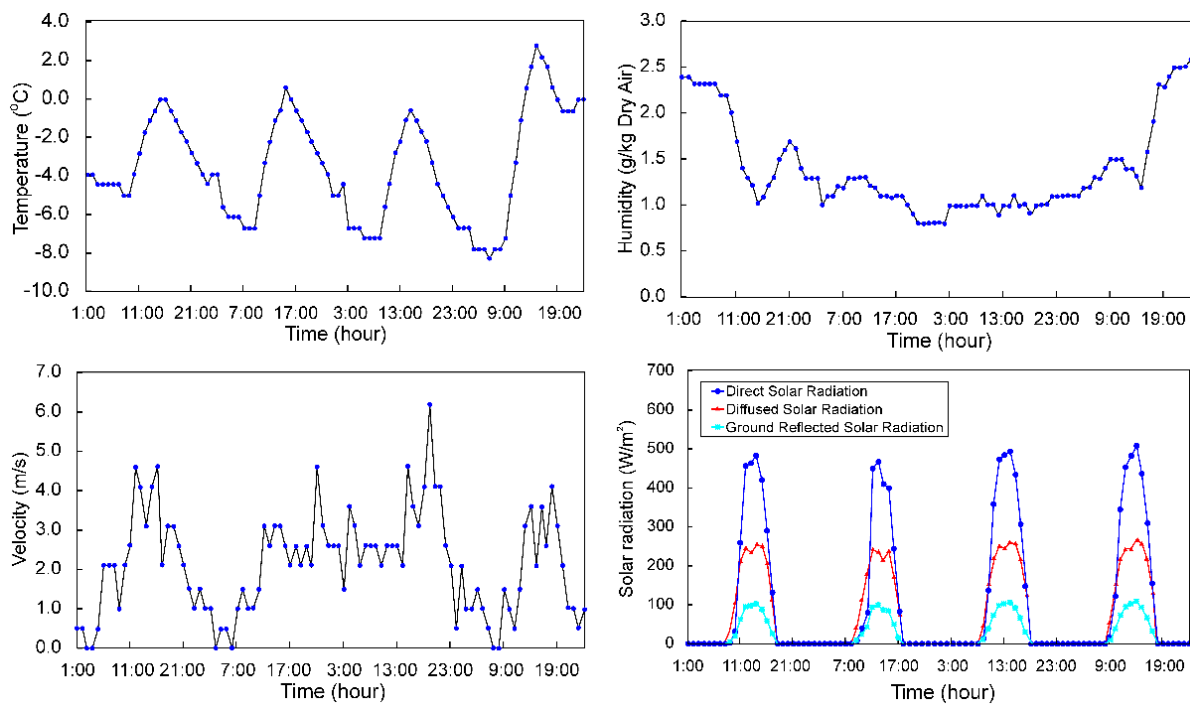 Temperature (°C)
4.0
2.0
0.0
-2.0
-4.0
-6.0
-8.0
-10.0
1:00 11:00 21:00 7:00 17:00 3:00 13:00 23:00 9:00 19:00
Time (hour)
Humidity (g/kg Dry Air)
3.0
2.5
2.0
1.5
1.0
0.5
0.0
1:00 11:00 21:00 7:00 17:00 3:00 13:00 23:00 9:00 19:00
Time (hour)
Velocity (m/s)
7.0
6.0
5.0
4.0
3.0
2.0
1.0
0.0
1:00 11:00 21:00 7:00 17:00 3:00 13:00 23:00 9:00 19:00
Time (hour)
Solar radiation (W/m²)
700
600
500
400
300
200
100
0
Direct Solar Radiation
Diffused Solar Radiation
Ground Reflected Solar Radiation
1:00 11:00 21:00 7:00 17:00 3:00 13:00 23:00 9:00 19:00
Time (hour)